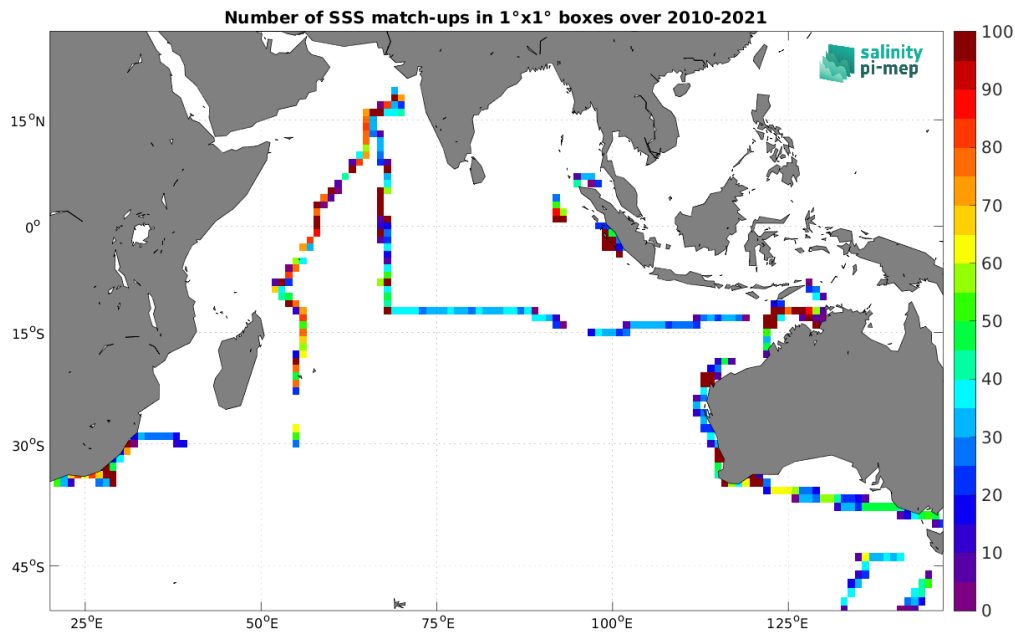 Number of SSS match-ups in 1°x1° boxes over 2010-2021
salinity
pi-mep
15°N
0°
15°S
30°S
45°S
25°E
50°E
75°E
100°E
125°E
100
90
80
70
60
50
40
30
20
10
0